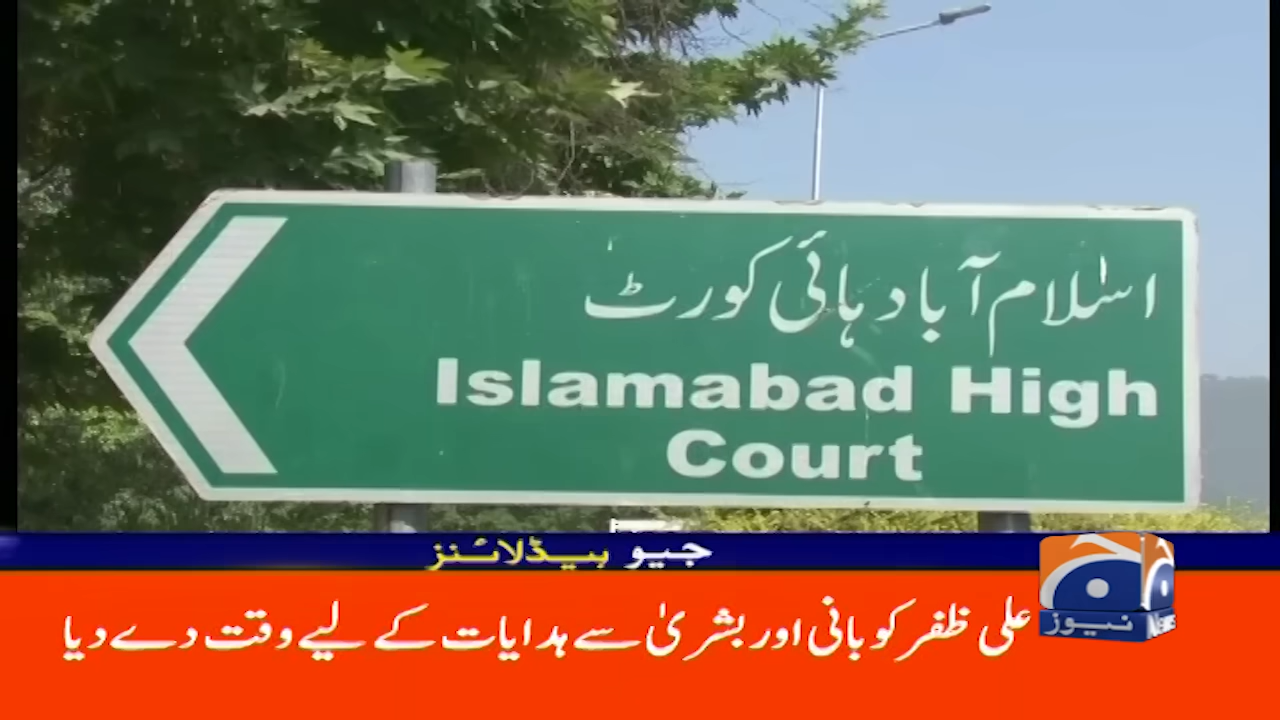 اسلام آباد ہائی کورٹ
Islamabad High
Court
جیو ہیڈلائنز
علی ظفر کو بانی اور بشریٰ سے ہدایات کے لیے وقت دے دیا
نیوز News